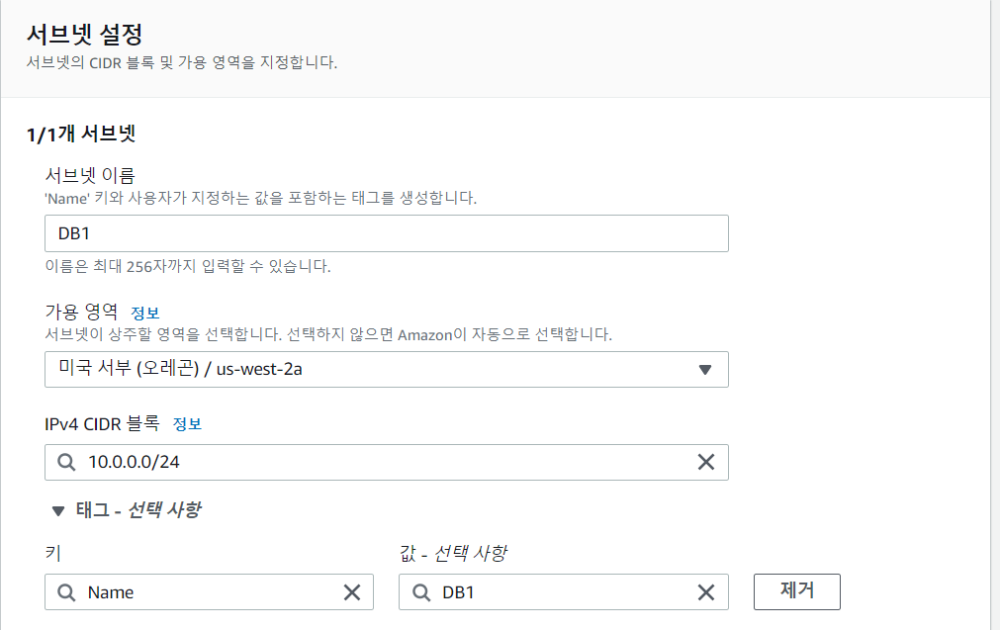 서브넷 설정
서브넷의 CIDR 블록 및 가용 영역을 지정합니다.
1/1개 서브넷
서브넷 이름
'Name' 키와 사용자가 지정하는 값을 포함하는 태그를 생성합니다.
DB1
이름은 최대 256자까지 입력할 수 있습니다.
가용 영역 정보
서브넷이 상주할 영역을 선택합니다. 선택하지 않으면 Amazon이 자동으로 선택합니다.
미국 서부 (오레곤) / us-west-2a
IPv4 CIDR 블록 정보
10.0.0.0/24
태그 - 선택 사항
키 값 - 선택 사항
Name DB1 제거